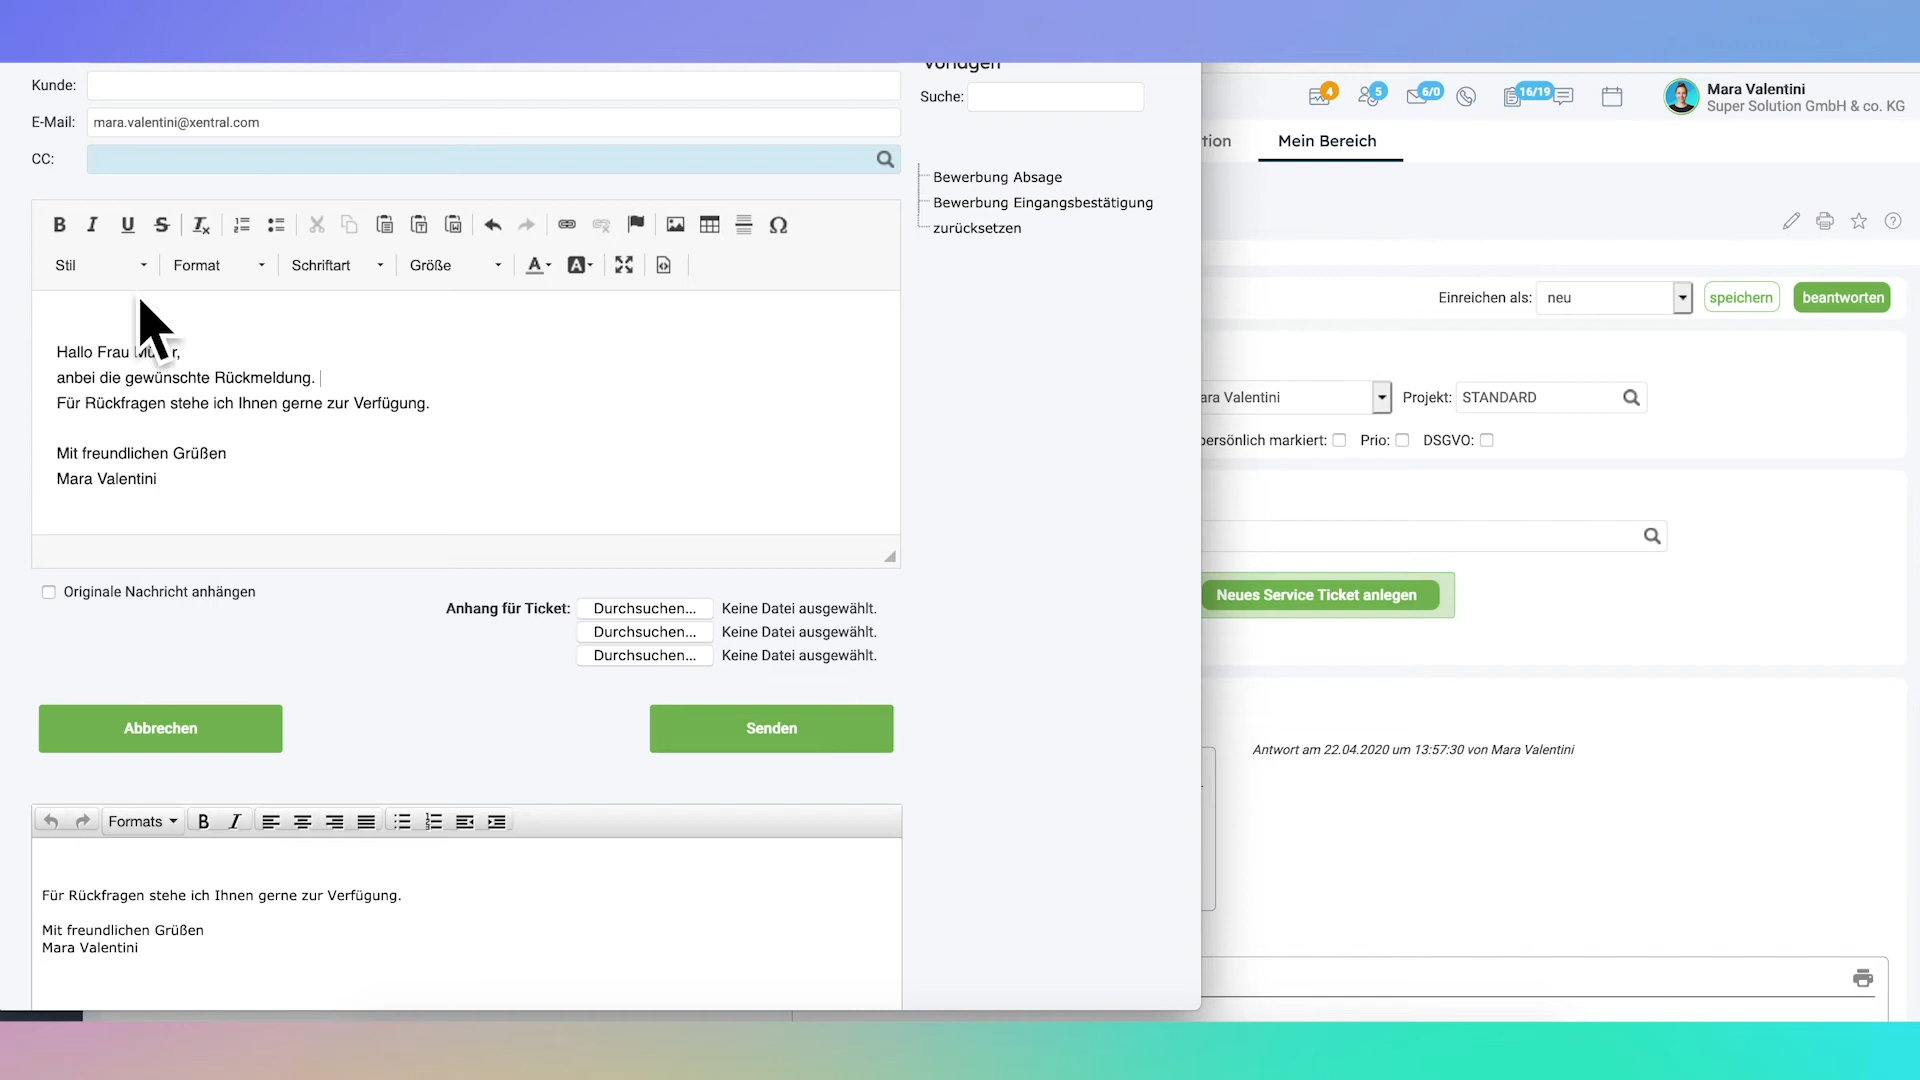 Vorlagen
Kunde:
Suche:
E-Mail: mara.valentini@xentral.com
CC:
Bewerbung Absage
Bewerbung Eingangsbestätigung
zurücksetzen
Stil Format Schriftart Größe
Hallo Frau
anbei die gewünschte Rückmeldung.
Für Rückfragen stehe ich Ihnen gerne zur Verfügung.
Mit freundlichen Grüßen
Mara Valentini
Originale Nachricht anhängen
Anhang für Ticket: Durchsuchen... Keine Datei ausgewählt.
Durchsuchen... Keine Datei ausgewählt.
Durchsuchen... Keine Datei ausgewählt.
Abbrechen Senden
Formats
Für Rückfragen stehe ich Ihnen gerne zur Verfügung.
Mit freundlichen Grüßen
Mara Valentini
4 5 6/0 16/19
Mara Valentini
Super Solution GmbH & co. KG
tion Mein Bereich
Einreichen als: neu speichern beantworten
ara Valentini Projekt: STANDARD
persönlich markiert: Prio: DSGVO:
Neues Service Ticket anlegen
Antwort am 22.04.2020 um 13:57:30 von Mara Valentini